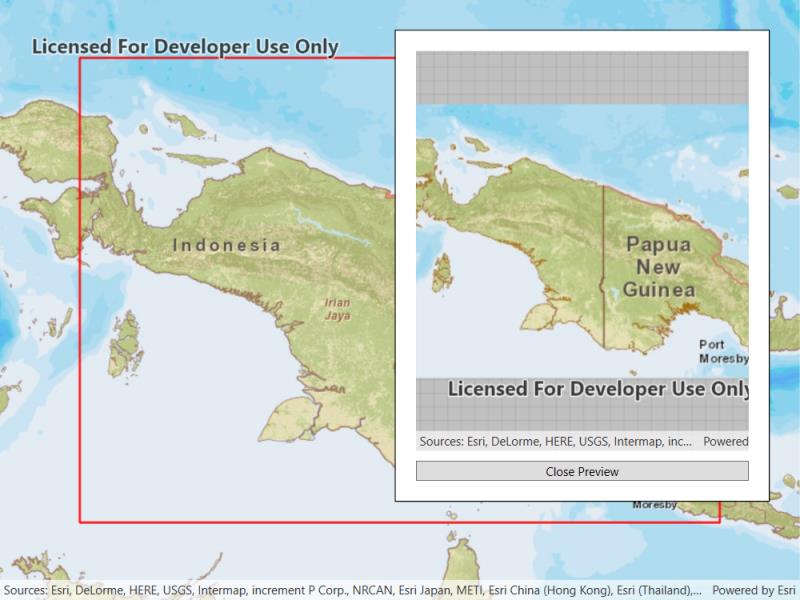 Licensed For Developer Use Only
Indonesia
Irian
Jaya
Papua
New
Guinea
Port
Moresby
Licensed For Developer Use Only
Sources: Esri, DeLorme, HERE, USGS, Intermap, inc... Powered
Close Preview
Moresby
Sources: Esri, DeLorme, HERE, USGS, Intermap, increment P Corp., NRCAN, Esri Japan, METI, Esri China (Hong Kong), Esri (Thailand),... Powered by Esri